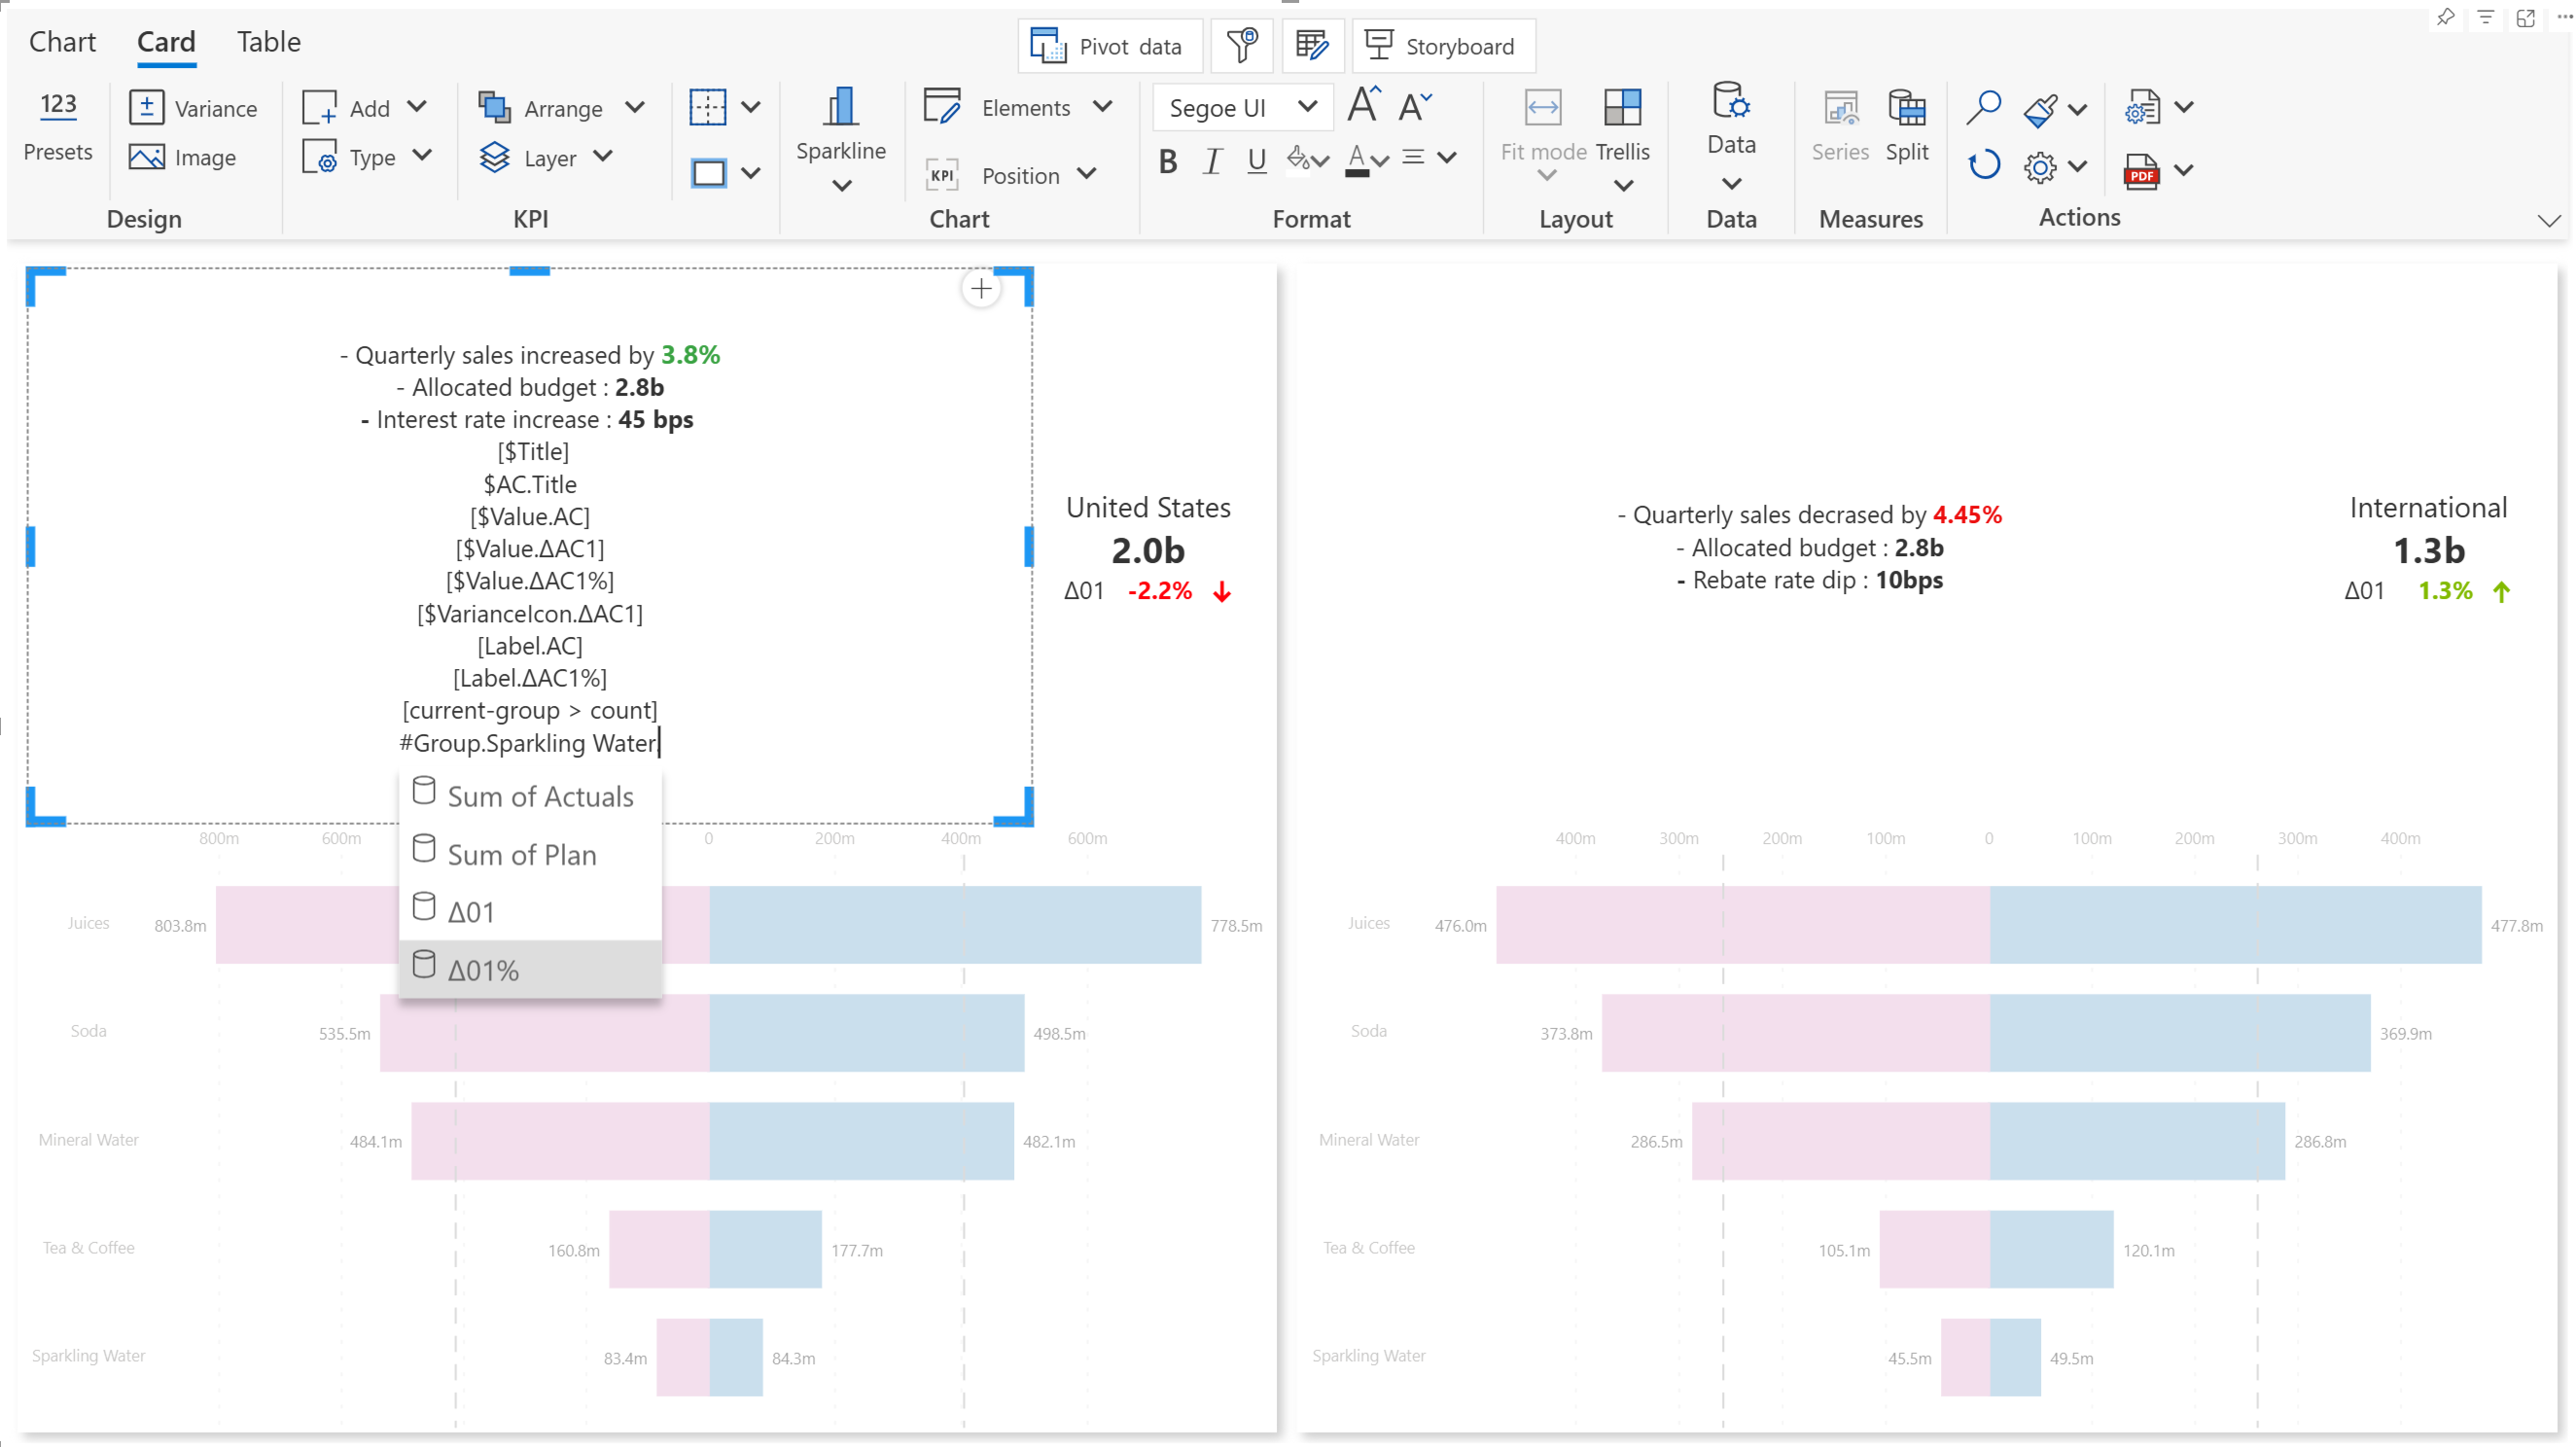 Chart Card Table
Pivot data
Storyboard
123
Presets
Variance
Image
Design
Add
Type
Arrange
Layer
KPI
Sparkline
Elements
KPI
Position
Chart
Segoe UI
A A
B I U A
Format
Fit mode
Trellis
Layout
Data
Data
Series
Split
Measures
PDF
Actions
- Quarterly sales increased by 3.8%
- Allocated budget : 2.8b
- Interest rate increase : 45 bps
[$Title]
$AC.Title
[$Value.AC]
[$Value.ΔAC1]
[$Value.ΔAC1%]
[$VarianceIcon.ΔAC1]
[Label.AC]
[Label.ΔAC1%]
[current-group > count]
#Group.Sparkling Water.
Sum of Actuals
Sum of Plan
Δ01
Δ01%
United States
2.0b
Δ01 -2.2%
800m 600m 0 200m 400m 600m
Juices 803.8m 778.5m
Soda 535.5m 498.5m
Mineral Water 484.1m 482.1m
Tea & Coffee 160.8m 177.7m
Sparkling Water 83.4m 84.3m
- Quarterly sales decrased by 4.45%
- Allocated budget : 2.8b
- Rebate rate dip : 10bps
International
1.3b
Δ01 1.3%
400m 300m 200m 100m 0 100m 200m 300m 400m
Juices 476.0m 477.8m
Soda 373.8m 369.9m
Mineral Water 286.5m 286.8m
Tea & Coffee 105.1m 120.1m
Sparkling Water 45.5m 49.5m